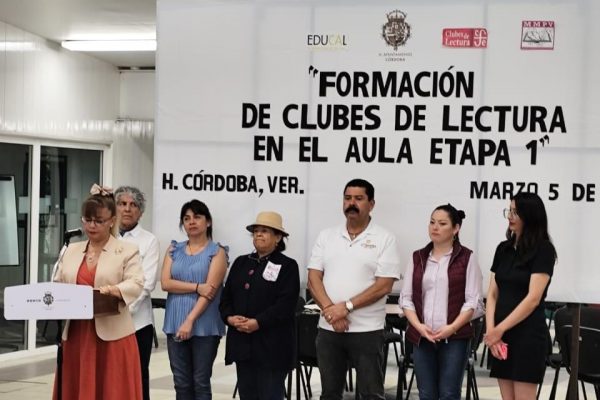 EDUCAL
H. AYUNTAMIENTO
CÓRDOBA
Clubes de
Lectura
MMPV
"FORMACIÓN
DE CLUBES DE LECTURA
EN EL AULA ETAPA 1"
H. CÓRDOBA, VER. MARZO 5 DE